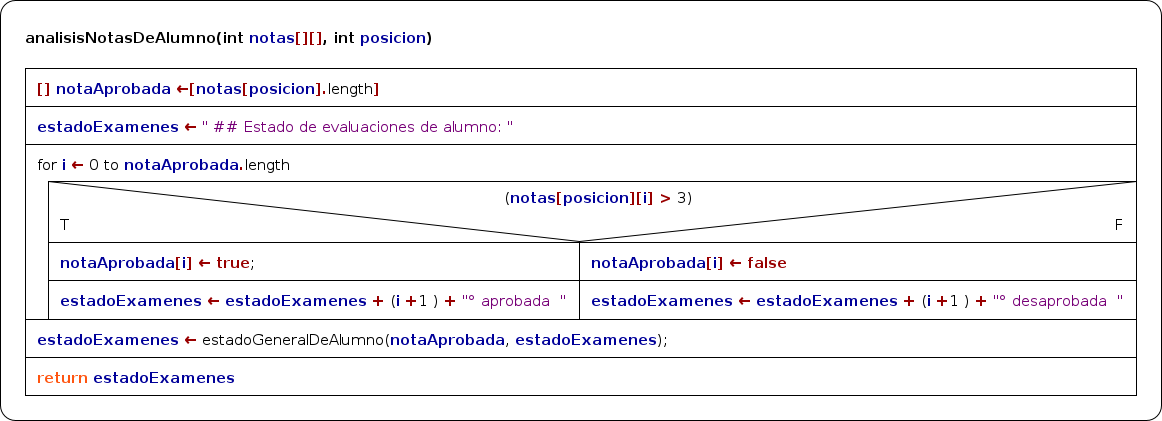 analisisNotasDeAlumno(int notas[][], int posicion)
[] notaAprobada ←[notas[posicion].length]
estadoExamenes ← " ## Estado de evaluaciones de alumno: "
for i ← 0 to notaAprobada.length
(notas[posicion][i] > 3)
T
F
notaAprobada[i] ← true;
notaAprobada[i] ← false
estadoExamenes ← estadoExamenes + (i +1 ) + "° aprobada  "
estadoExamenes ← estadoExamenes + (i +1 ) + "° desaprobada  "
estadoExamenes ← estadoGeneralDeAlumno(notaAprobada, estadoExamenes);
return estadoExamenes